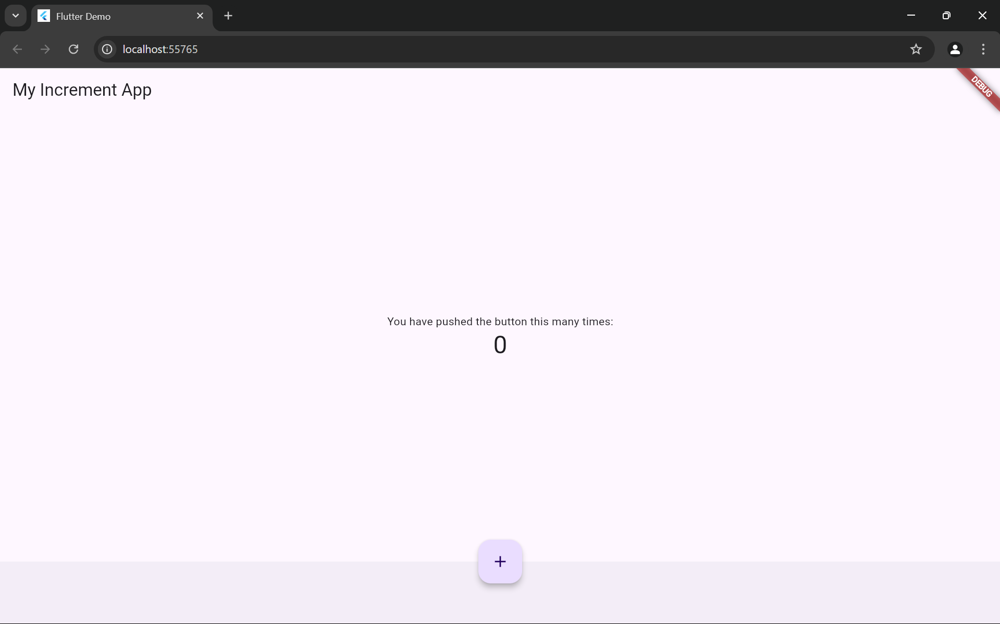 Flutter Demo
localhost:55765
My Increment App
DEBUG
You have pushed the button this many times:
0